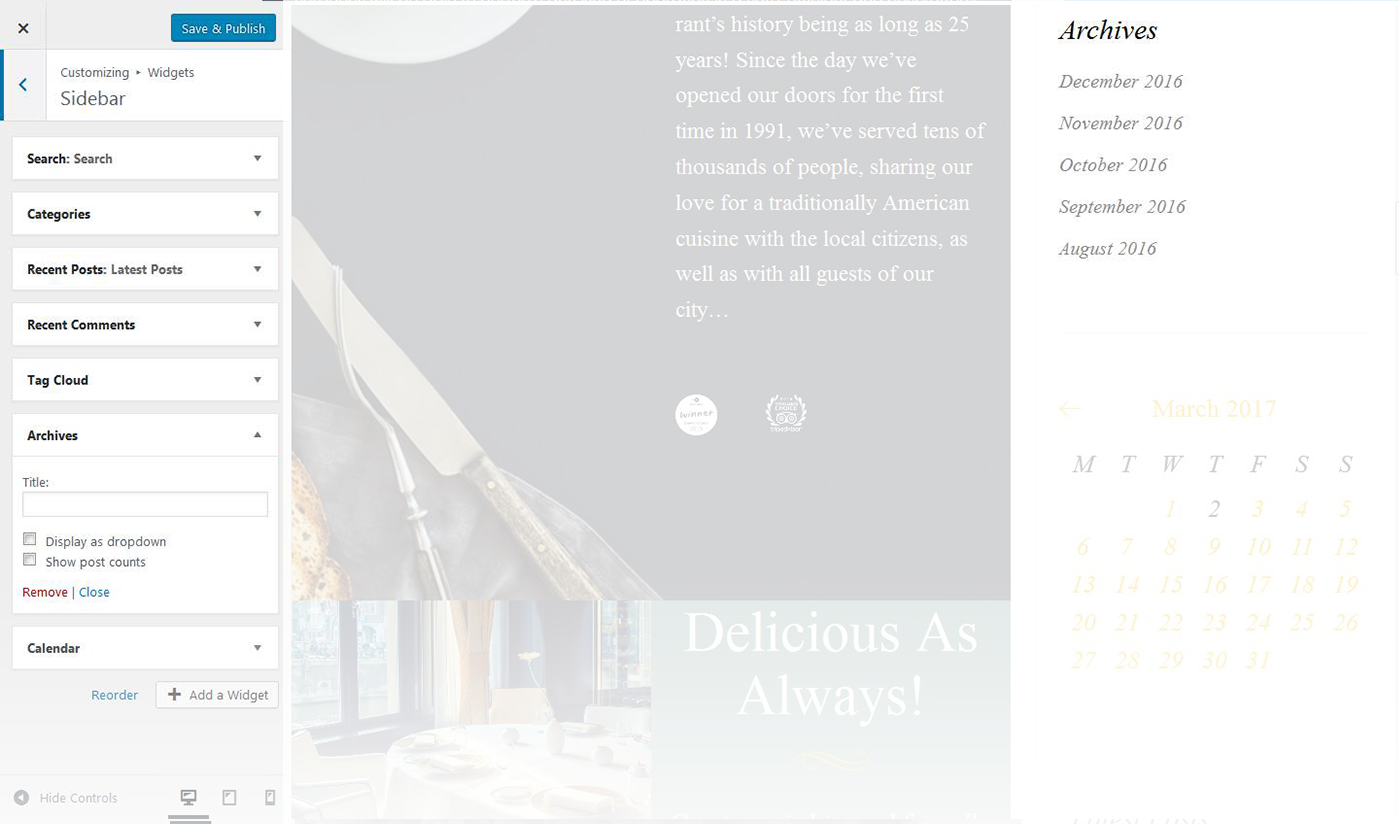 Save & Publish
Customizing ▸ Widgets
Sidebar
Search: Search
Categories
Recent Posts: Latest Posts
Recent Comments
Tag Cloud
Archives
Title:
Display as dropdown
Show post counts
Remove | Close
Calendar
Reorder
Add a Widget
Hide Controls
rant’s history being as long as 25
years! Since the day we’ve
opened our doors for the first
time in 1991, we’ve served tens of
thousands of people, sharing our
love for a traditionally American
cuisine with the local citizens, as
well as with all guests of our
city…
winner
CHOICE
tripadvisor
Delicious As
Always!
Archives
December 2016
November 2016
October 2016
September 2016
August 2016
March 2017
M T W T F S S
1 2 3 4 5
6 7 8 9 10 11 12
13 14 15 16 17 18 19
20 21 22 23 24 25 26
27 28 29 30 31